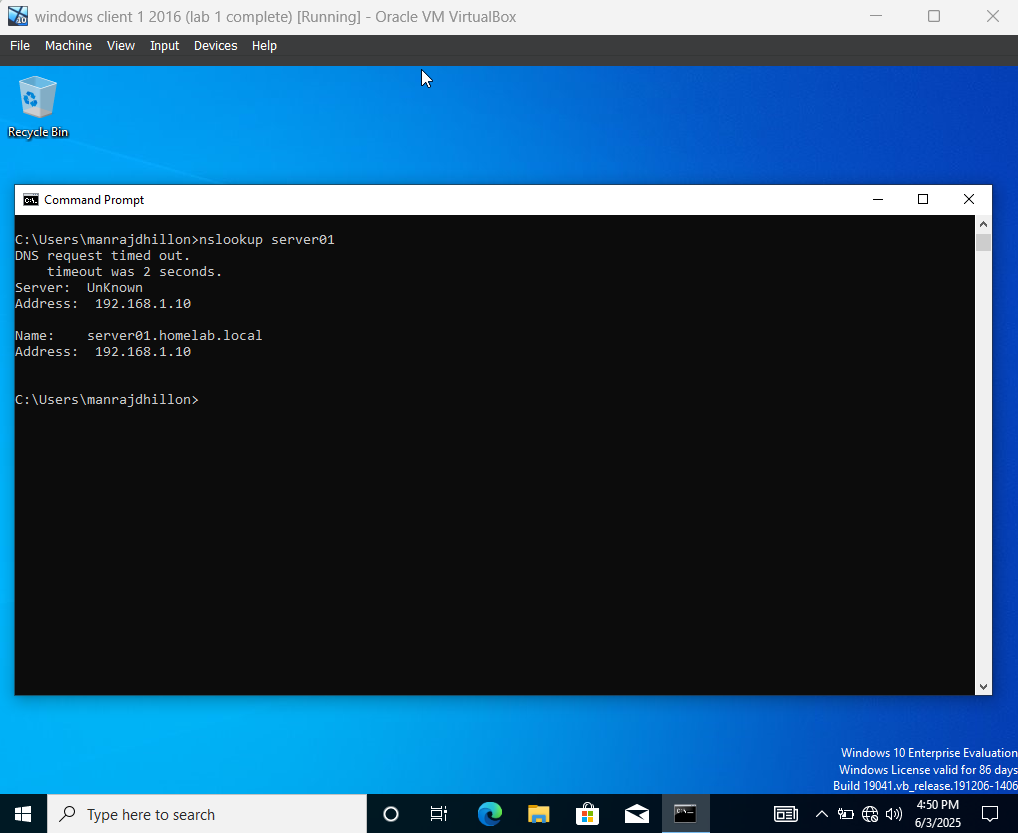 windows client 1 2016 (lab 1 complete) [Running] - Oracle VM VirtualBox
File Machine View Input Devices Help
Recycle Bin
Command Prompt
C:\Users\manrajdhillon>nslookup server01
DNS request timed out.
    timeout was 2 seconds.
Server:  UnKnown
Address:  192.168.1.10
Name:    server01.homelab.local
Address:  192.168.1.10
C:\Users\manrajdhillon>
Windows 10 Enterprise Evaluation
Windows License valid for 86 days
Build 19041.vb_release.191206-1406
Type here to search
4:50 PM
6/3/2025